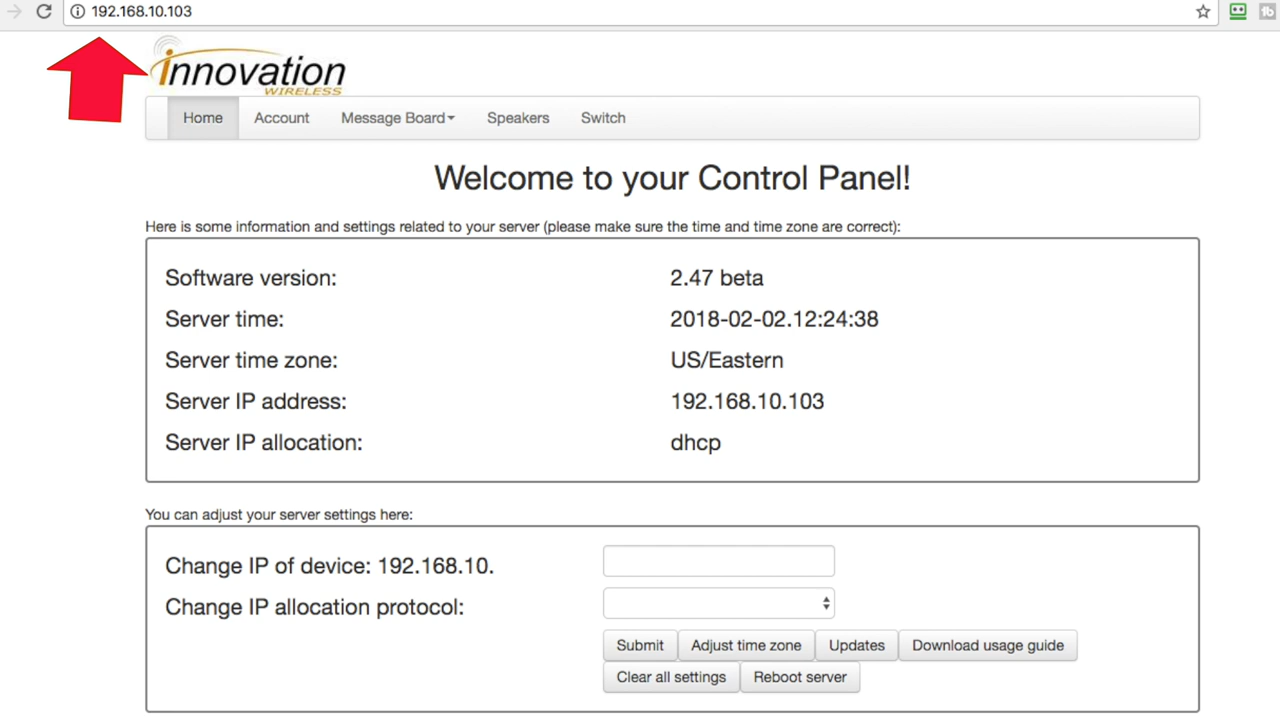 192.168.10.103
innovation
WIRELESS
Home Account Message Board Speakers Switch
Welcome to your Control Panel!
Here is some information and settings related to your server (please make sure the time and time zone are correct):
Software version: 2.47 beta
Server time: 2018-02-02.12:24:38
Server time zone: US/Eastern
Server IP address: 192.168.10.103
Server IP allocation: dhcp
You can adjust your server settings here:
Change IP of device: 192.168.10.
Change IP allocation protocol:
Submit Adjust time zone Updates Download usage guide
Clear all settings Reboot server